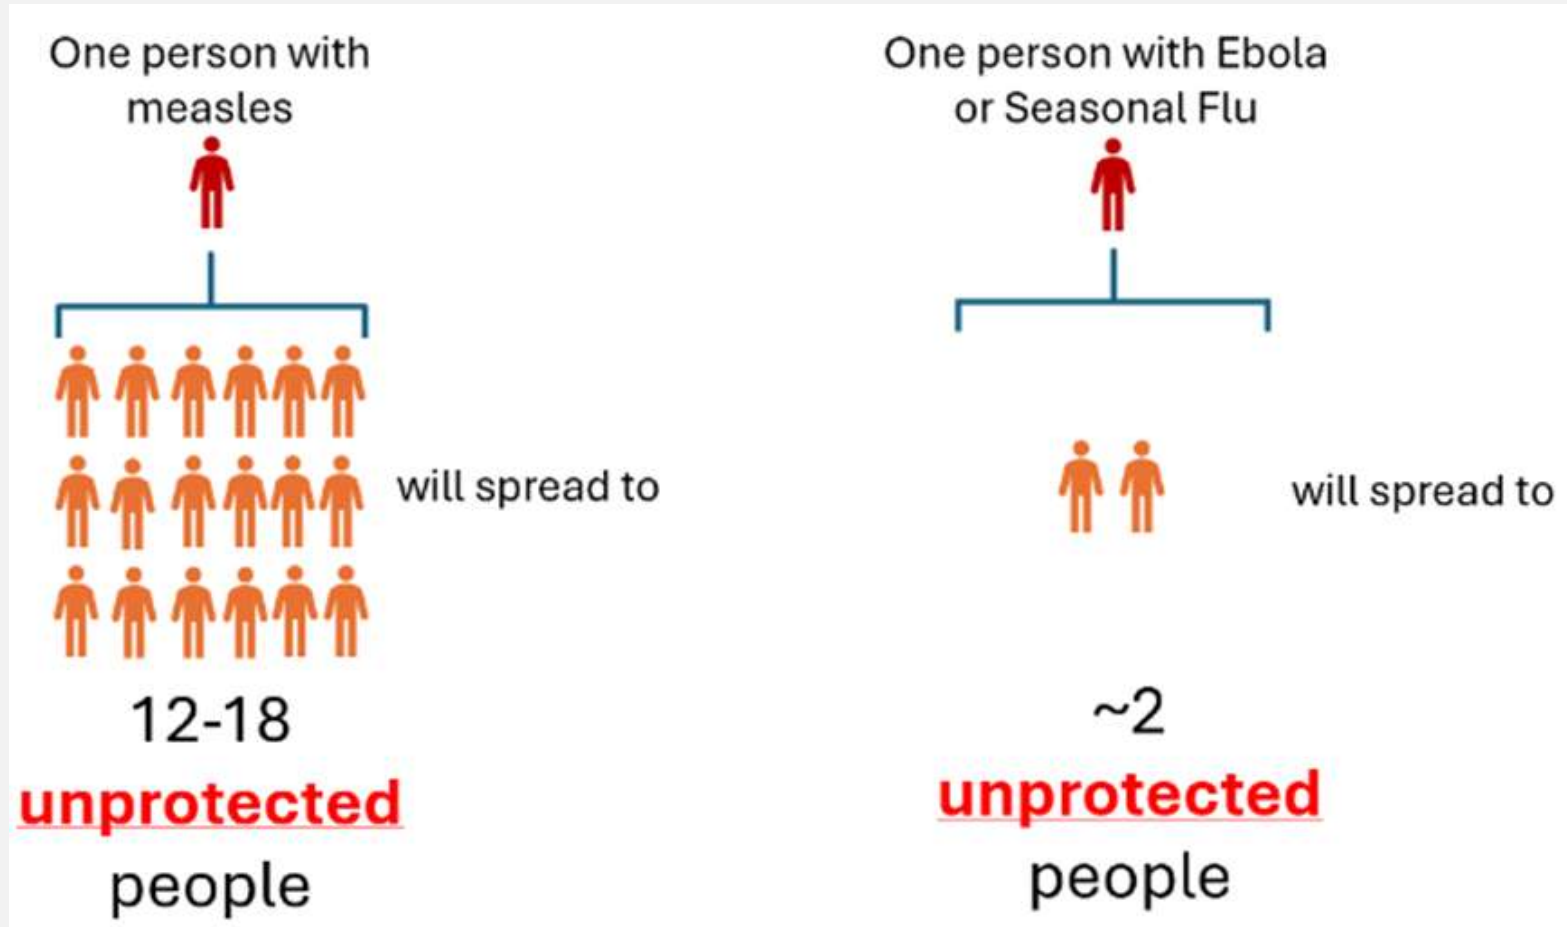 One person with
measles
will spread to
12-18
unprotected
people
One person with Ebola
or Seasonal Flu
will spread to
~2
unprotected
people